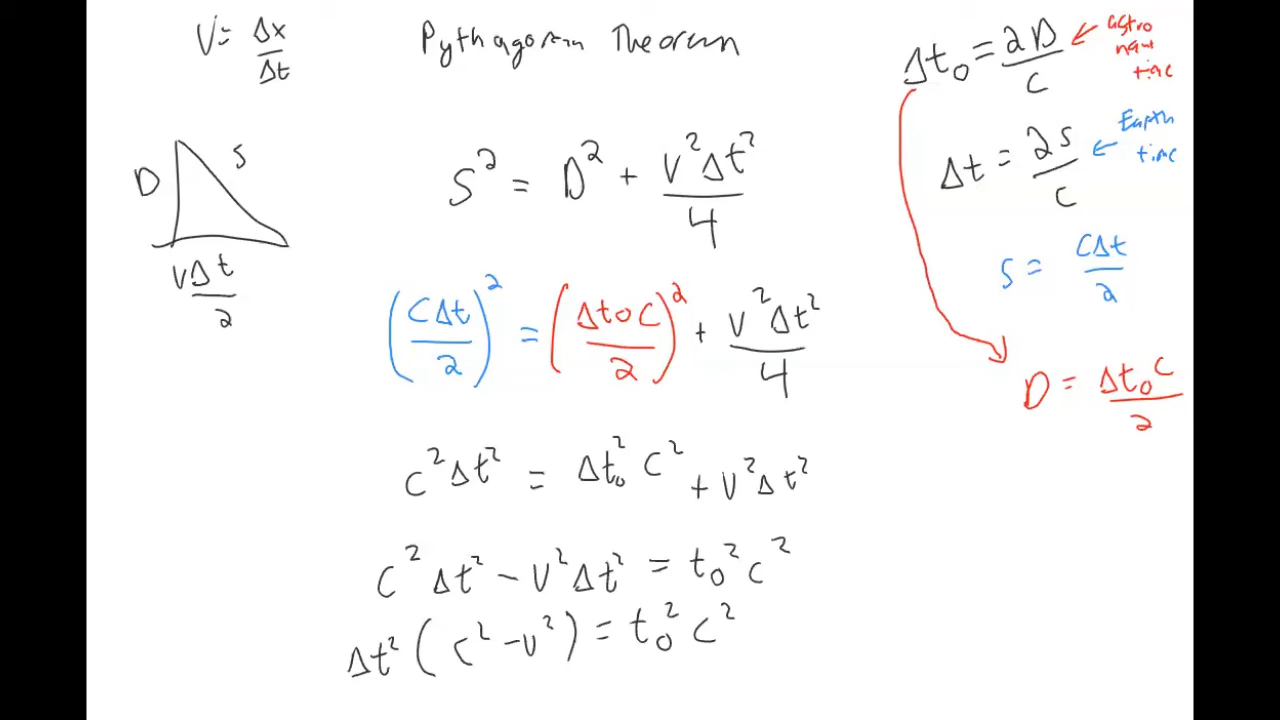 V = Δx/Δt
Pythagorean Theorem
Δt₀ = 2D/c ← astro
naut
time
Δt = 2s/c ← Earth
time
s = cΔt/2
D = Δt₀c/2
D
s
vΔt/2
s² = D² + v²Δt²/4
(cΔt/2)² = (Δt₀c/2)² + v²Δt²/4
c²Δt² = Δt₀²c² + v²Δt²
c²Δt² - v²Δt² = t₀²c²
Δt²(c² - v²) = t₀²c²